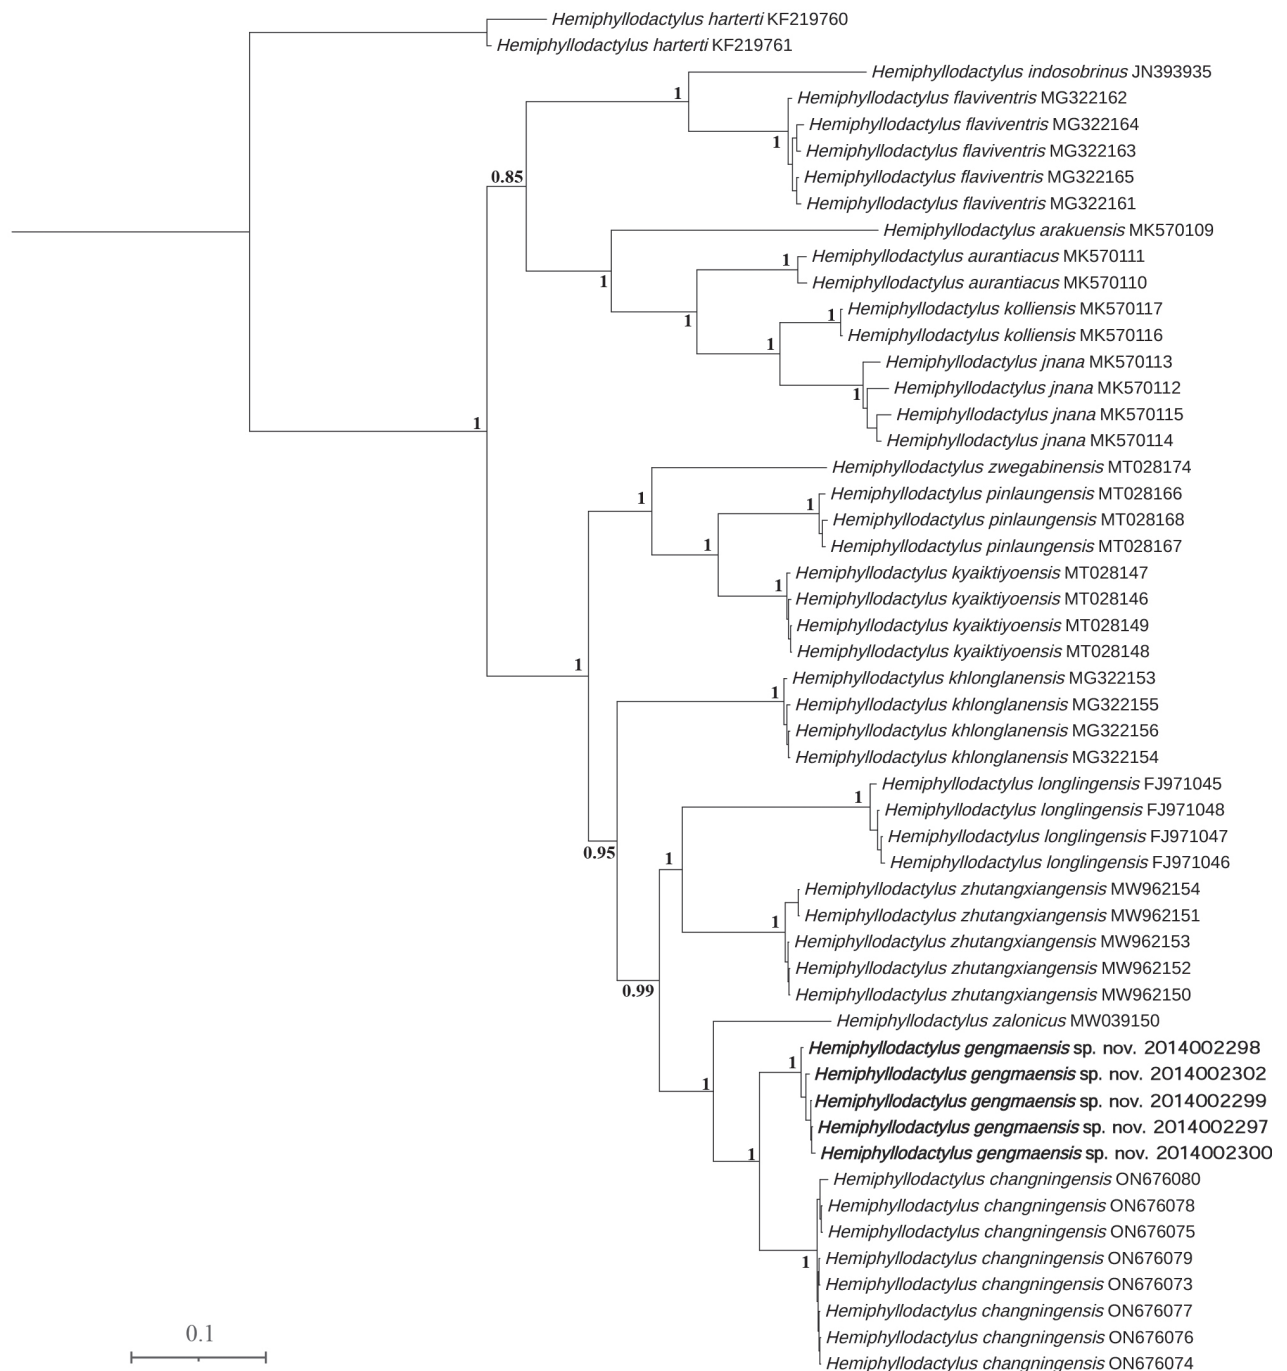 Hemiphyllodactylus harterti KF219760
Hemiphyllodactylus harterti KF219761
Hemiphyllodactylus indosobrinus JN393935
1
Hemiphyllodactylus flaviventris MG322162
Hemiphyllodactylus flaviventris MG322164
1
Hemiphyllodactylus flaviventris MG322163
0.85
Hemiphyllodactylus flaviventris MG322165
Hemiphyllodactylus flaviventris MG322161
Hemiphyllodactylus arakuensis MK570109
1
Hemiphyllodactylus aurantiacus MK570111
1
Hemiphyllodactylus aurantiacus MK570110
1
Hemiphyllodactylus kolliensis MK570117
1
Hemiphyllodactylus kolliensis MK570116
1
Hemiphyllodactylus jnana MK570113
1
Hemiphyllodactylus jnana MK570112
Hemiphyllodactylus jnana MK570115
1
Hemiphyllodactylus jnana MK570114
Hemiphyllodactylus zwegabinensis MT028174
1
Hemiphyllodactylus pinlaungensis MT028166
1
Hemiphyllodactylus pinlaungensis MT028168
1
Hemiphyllodactylus pinlaungensis MT028167
Hemiphyllodactylus kyaiktiyoensis MT028147
1
Hemiphyllodactylus kyaiktiyoensis MT028146
Hemiphyllodactylus kyaiktiyoensis MT028149
Hemiphyllodactylus kyaiktiyoensis MT028148
1
Hemiphyllodactylus khlonglanensis MG322153
1
Hemiphyllodactylus khlonglanensis MG322155
Hemiphyllodactylus khlonglanensis MG322156
Hemiphyllodactylus khlonglanensis MG322154
Hemiphyllodactylus longlingensis FJ971045
1
Hemiphyllodactylus longlingensis FJ971048
Hemiphyllodactylus longlingensis FJ971047
0.95
1
Hemiphyllodactylus longlingensis FJ971046
Hemiphyllodactylus zhutangxiangensis MW962154
Hemiphyllodactylus zhutangxiangensis MW962151
1
Hemiphyllodactylus zhutangxiangensis MW962153
Hemiphyllodactylus zhutangxiangensis MW962152
0.99
Hemiphyllodactylus zhutangxiangensis MW962150
Hemiphyllodactylus zalonicus MW039150
Hemiphyllodactylus gengmaensis sp. nov. 2014002298
1
Hemiphyllodactylus gengmaensis sp. nov. 2014002302
1
Hemiphyllodactylus gengmaensis sp. nov. 2014002299
Hemiphyllodactylus gengmaensis sp. nov. 2014002297
1
Hemiphyllodactylus gengmaensis sp. nov. 2014002300
Hemiphyllodactylus changningensis ON676080
Hemiphyllodactylus changningensis ON676078
Hemiphyllodactylus changningensis ON676075
1
Hemiphyllodactylus changningensis ON676079
Hemiphyllodactylus changningensis ON676073
Hemiphyllodactylus changningensis ON676077
0.1
Hemiphyllodactylus changningensis ON676076
Hemiphyllodactylus changningensis ON676074